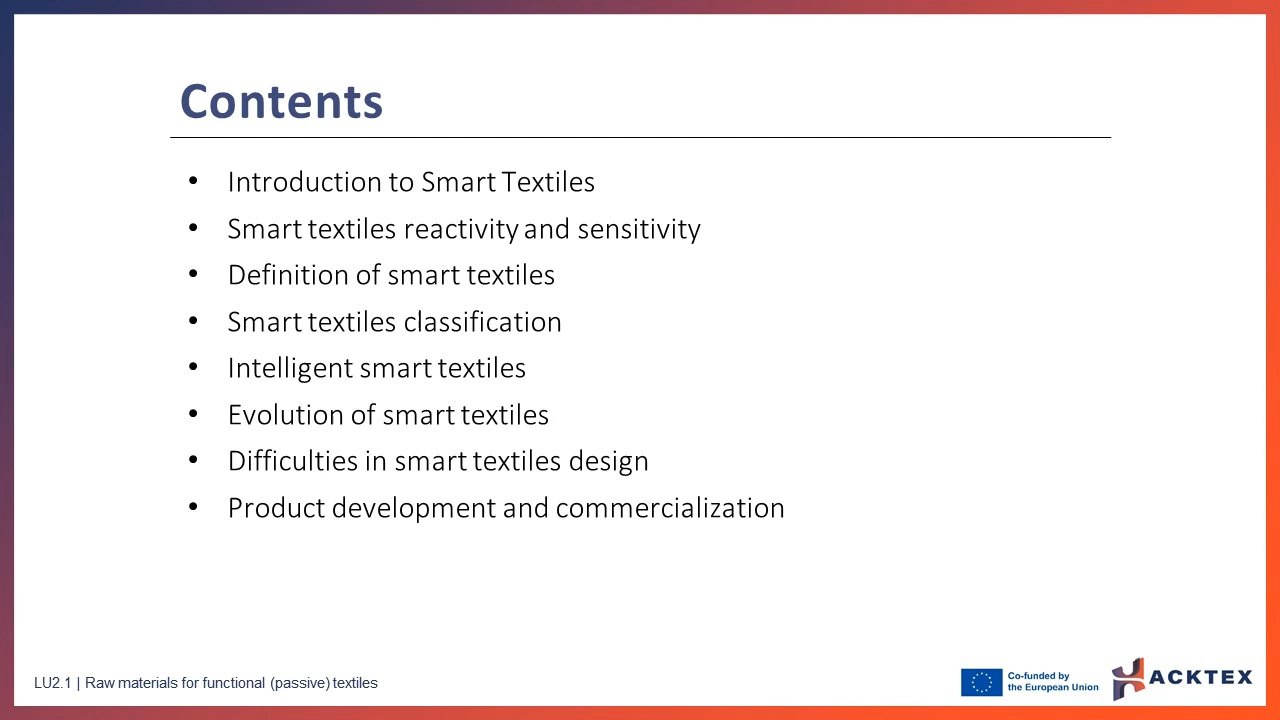 Contents
• Introduction to Smart Textiles
• Smart textiles reactivity and sensitivity
• Definition of smart textiles
• Smart textiles classification
• Intelligent smart textiles
• Evolution of smart textiles
• Difficulties in smart textiles design
• Product development and commercialization
LU2.1 | Raw materials for functional (passive) textiles
Co-funded by
the European Union
HACKTEX